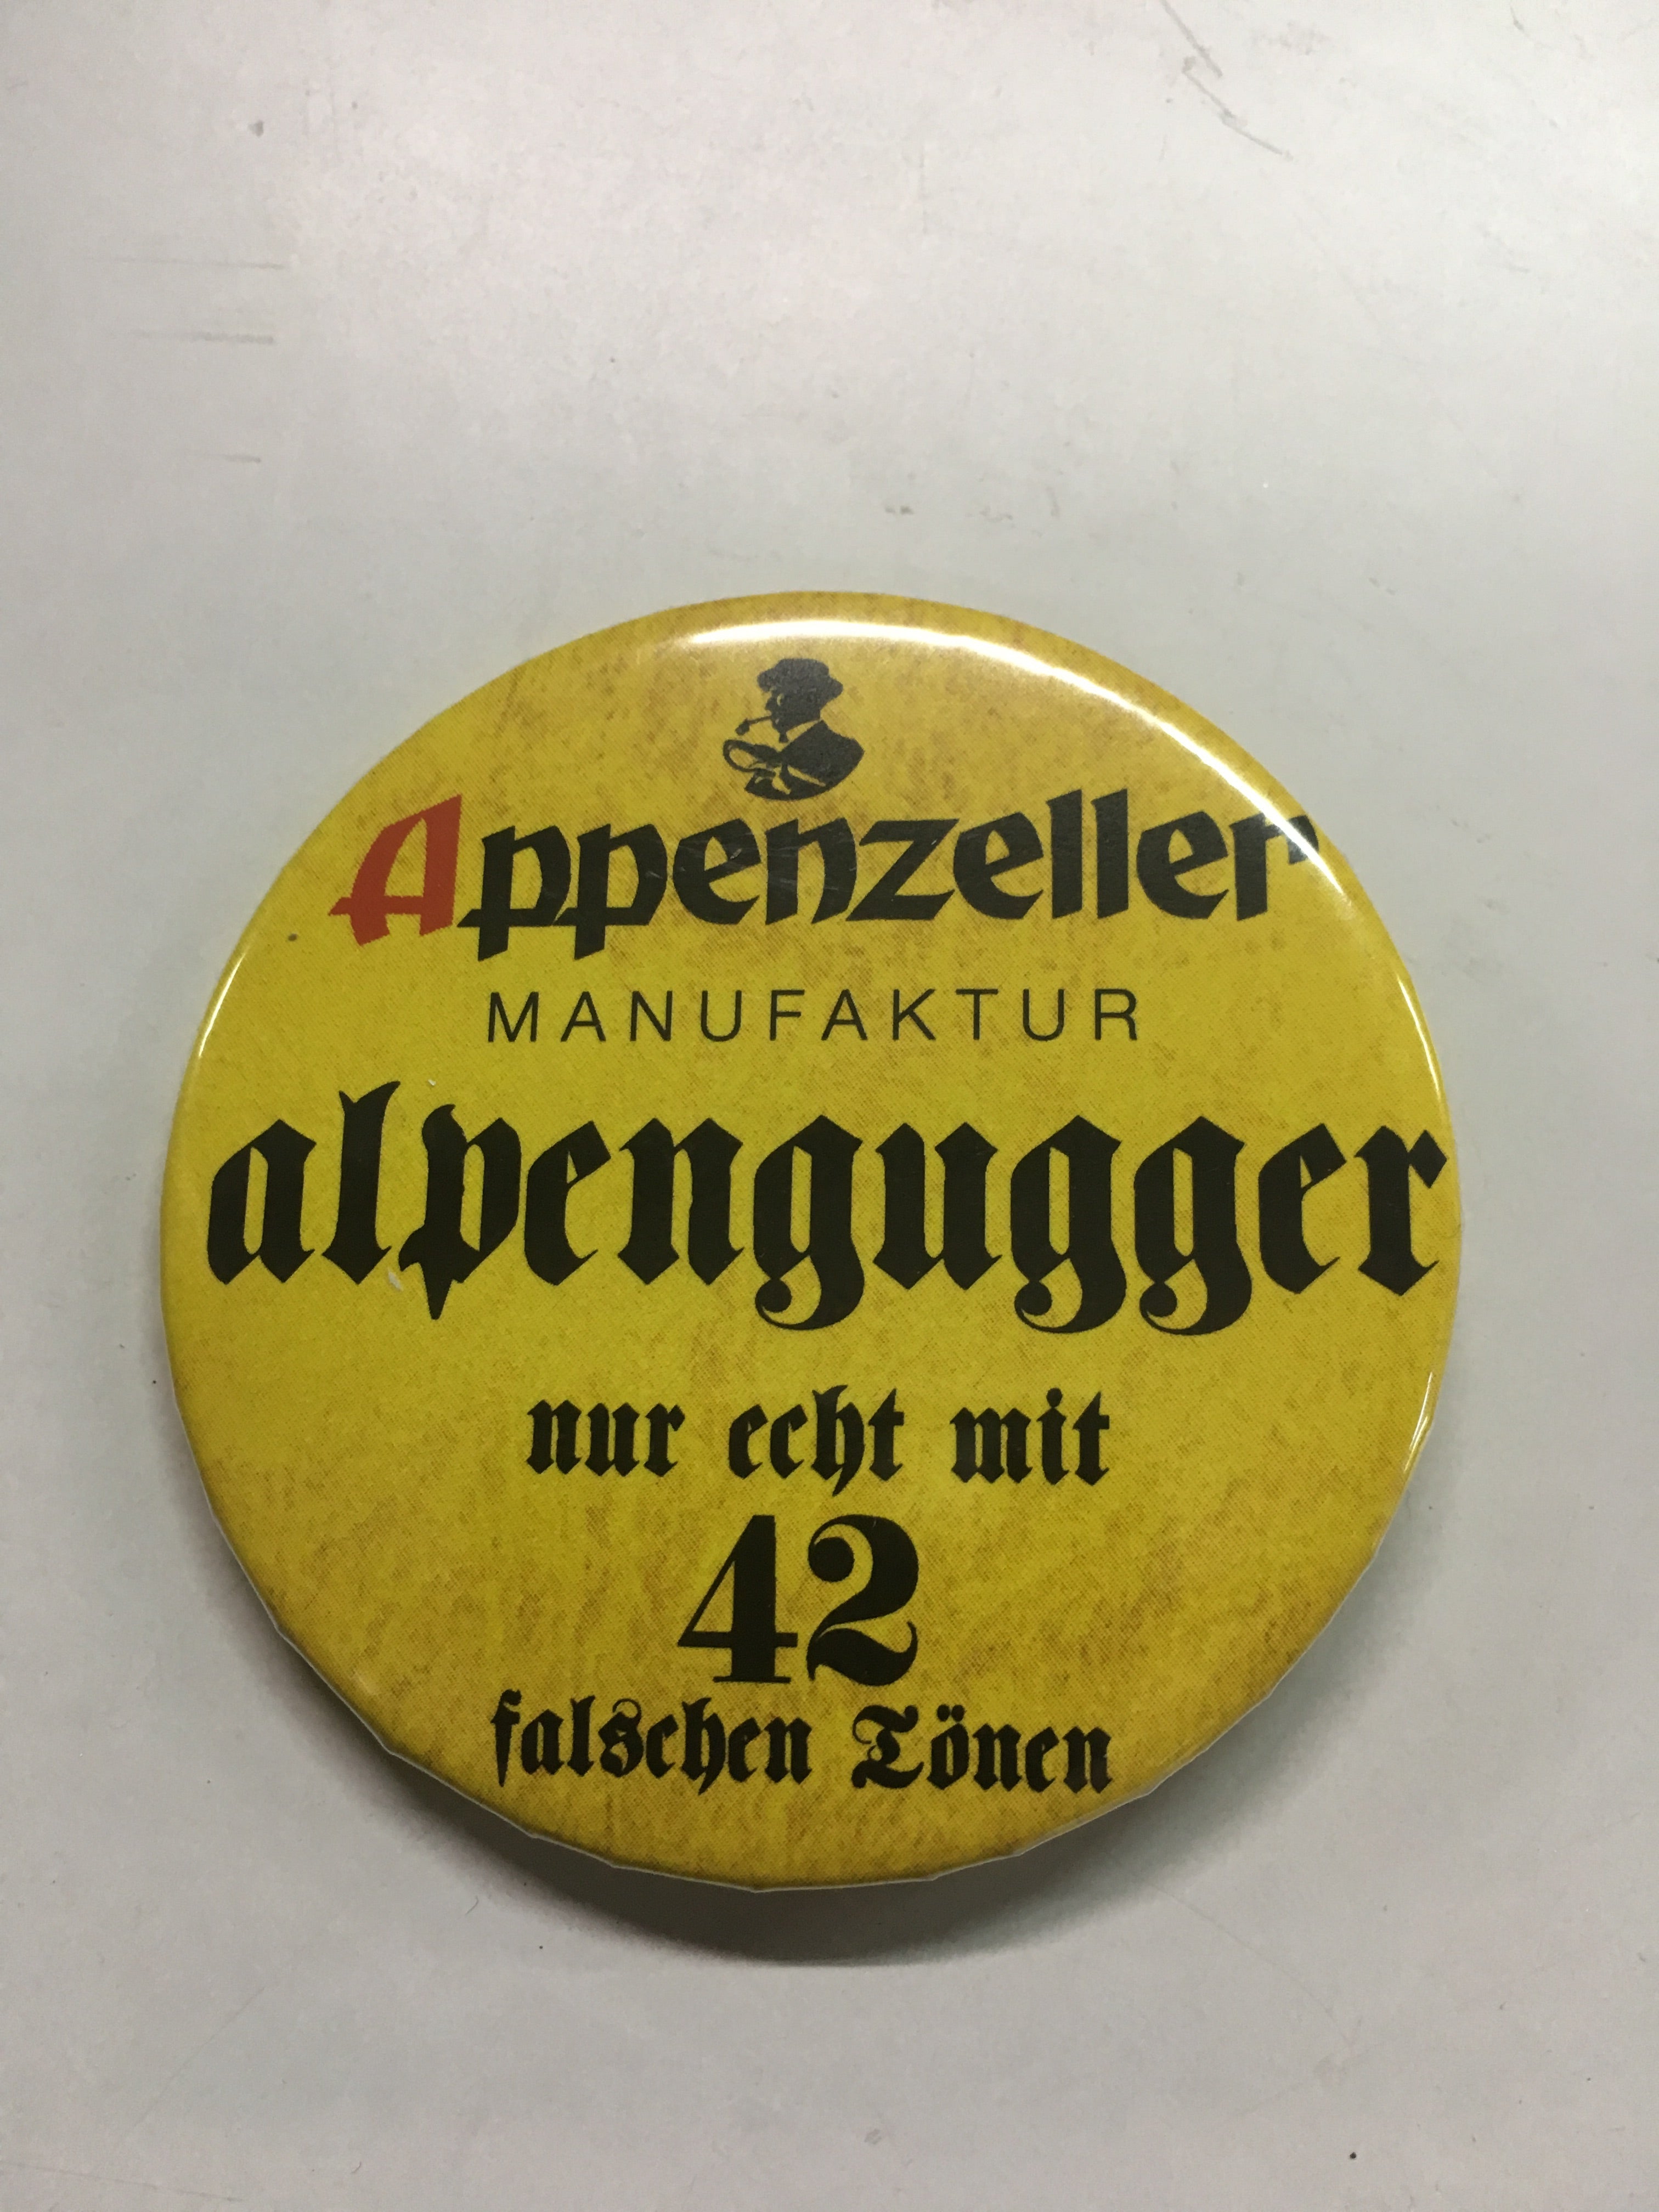 Appenzeller
MANUFAKTUR
alpengugger
nur echt mit
42
falschen Tönen